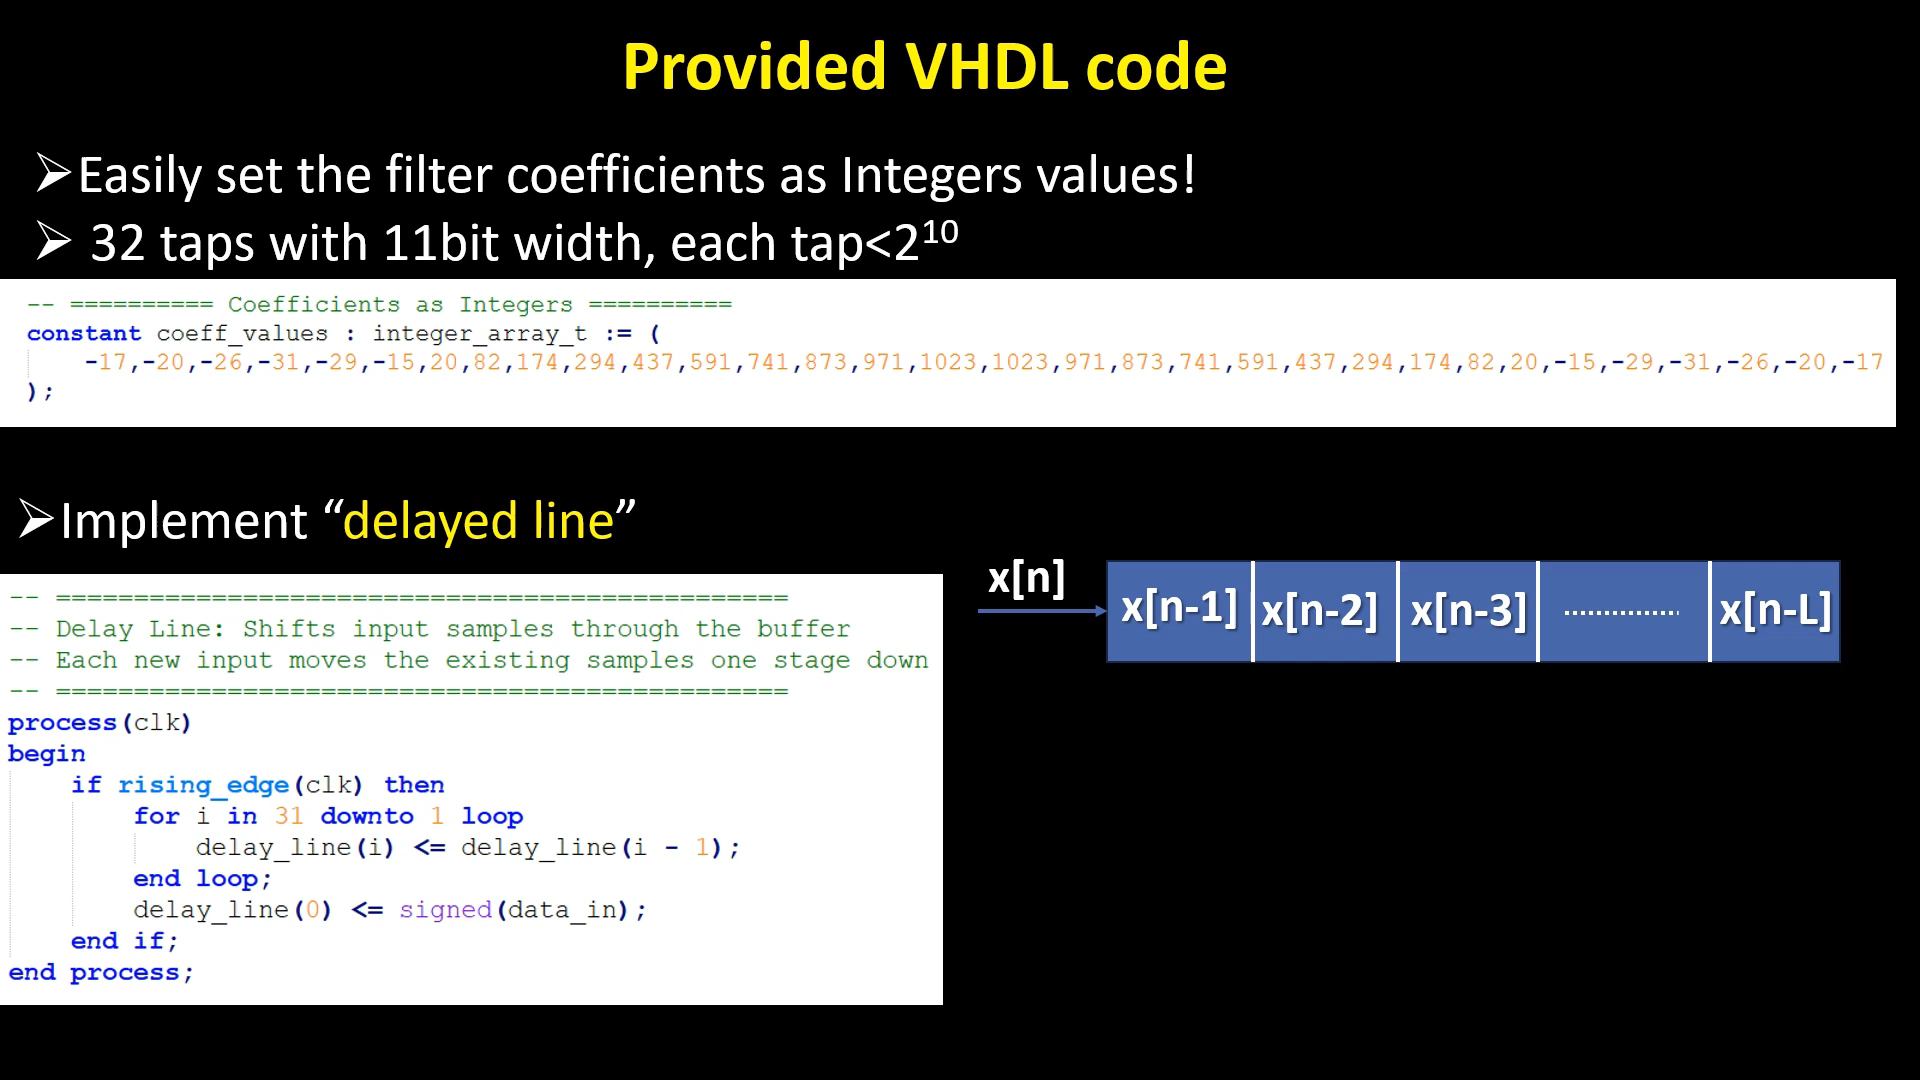 Provided VHDL code
➢Easily set the filter coefficients as Integers values!
➢ 32 taps with 11bit width, each tap<2¹⁰
-- ========== Coefficients as Integers ==========
constant coeff_values : integer_array_t := (
-17,-20,-26,-31,-29,-15,20,82,174,294,437,591,741,873,971,1023,1023,971,873,741,591,437,294,174,82,20,-15,-29,-31,-26,-20,-17
);
➢Implement “delayed line”
x[n]
x[n-1] x[n-2] x[n-3] ................ x[n-L]
-- ===============================================
-- Delay Line: Shifts input samples through the buffer
-- Each new input moves the existing samples one stage down
-- ===============================================
process(clk)
begin
if rising_edge(clk) then
for i in 31 downto 1 loop
delay_line(i) <= delay_line(i - 1);
end loop;
delay_line(0) <= signed(data_in);
end if;
end process;